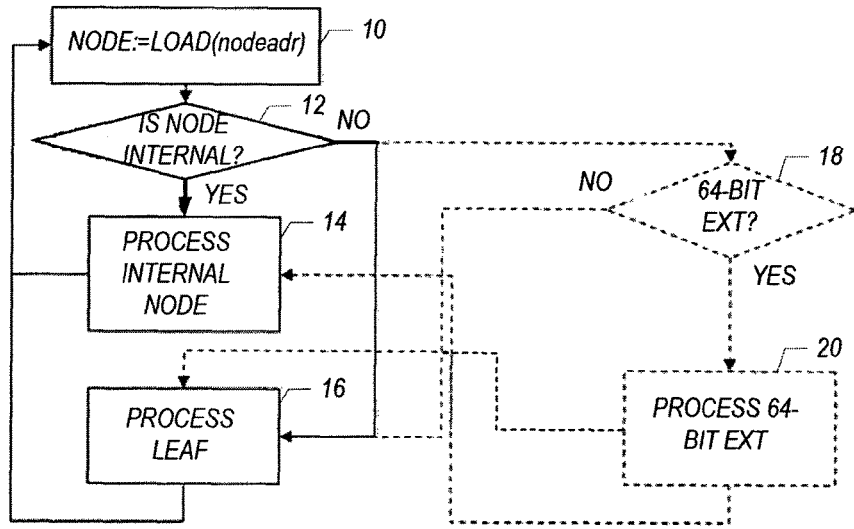 NODE:=LOAD(nodeadr)
10
IS NODE
INTERNAL?
12
NO
YES
PROCESS
INTERNAL
NODE
14
PROCESS
LEAF
16
64-BIT
EXT?
18
NO
YES
PROCESS 64-
BIT EXT
20